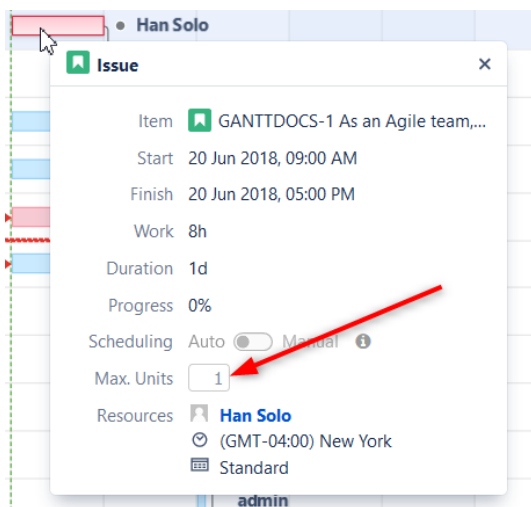 Han Solo
Issue
Item GANTTDOCS-1 As an Agile team,...
Start 20 Jun 2018, 09:00 AM
Finish 20 Jun 2018, 05:00 PM
Work 8h
Duration 1d
Progress 0%
Scheduling Auto Manual
Max. Units 1
Resources Han Solo
(GMT-04:00) New York
Standard
admin